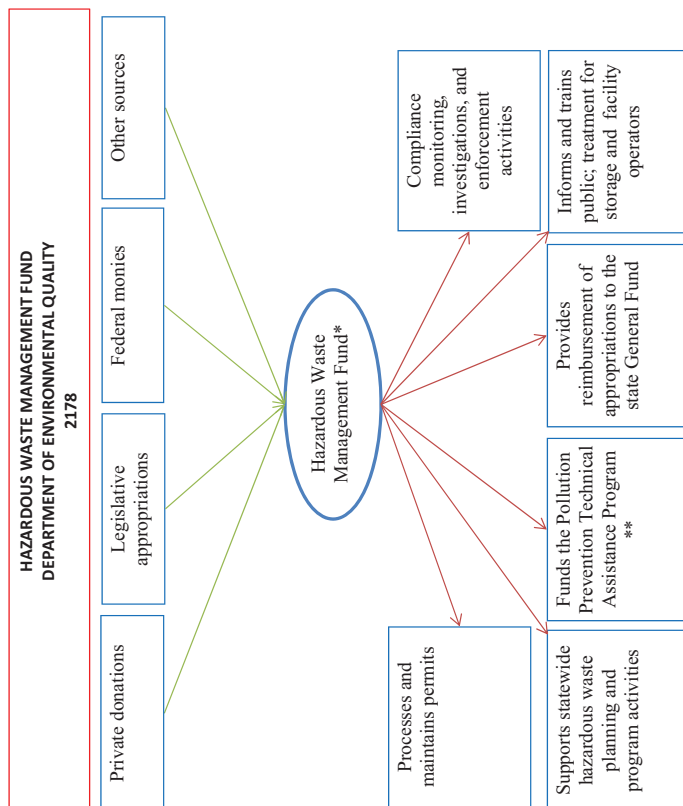 HAZARDOUS WASTE MANAGEMENT FUND
DEPARTMENT OF ENVIRONMENTAL QUALITY
2178
Private donations
Legislative
appropriations
Federal monies
Other sources
Hazardous Waste
Management Fund*
Processes and
maintains permits
Compliance
monitoring,
investigations, and
enforcement
activities
Supports statewide
hazardous waste
planning and
program activities
Funds the Pollution
Prevention Technical
Assistance Program
**
Provides
reimbursement of
appropriations to the
state General Fund
Informs and trains
public; treatment for
storage and facility
operators